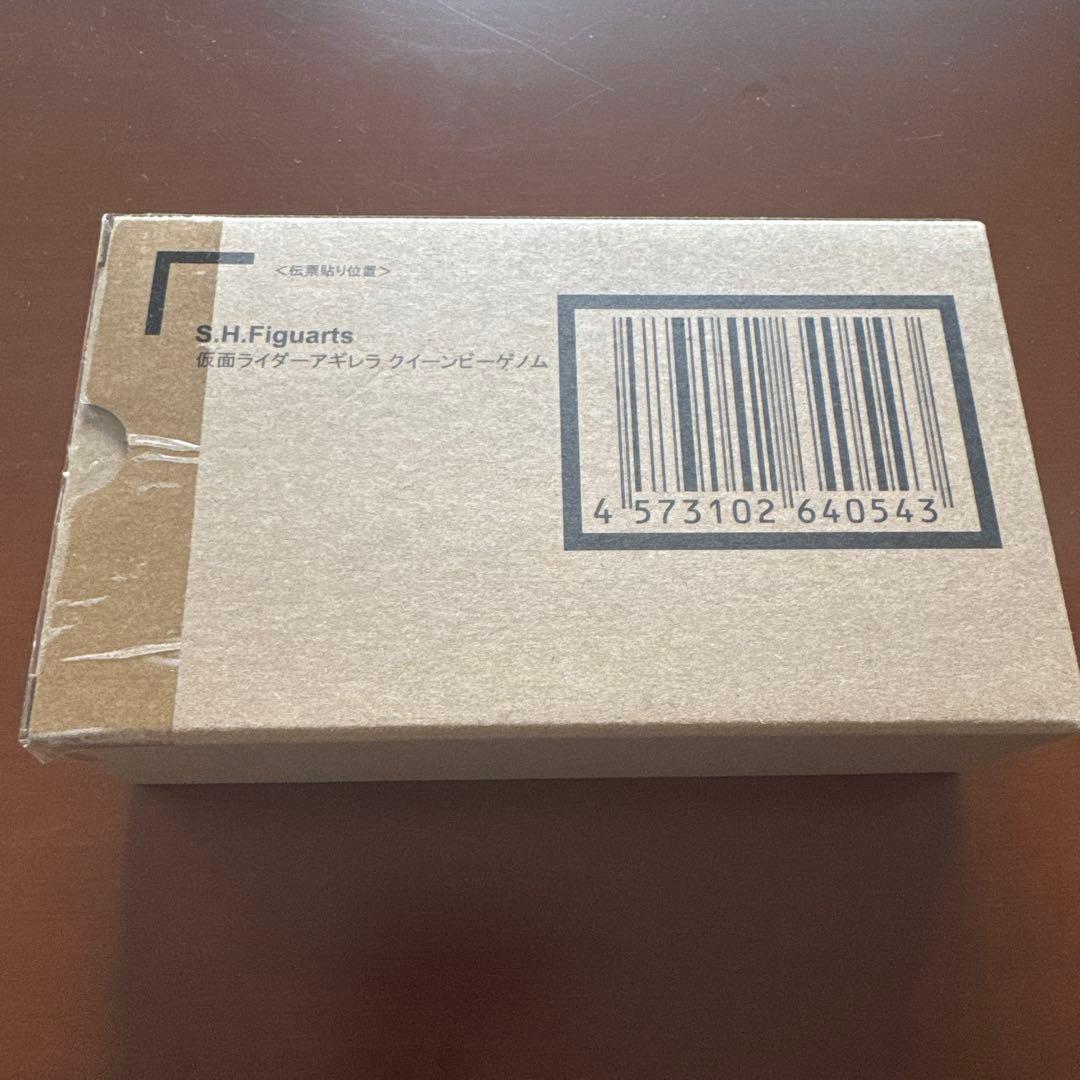 <伝票貼り位置>
S.H.Figuarts
仮面ライダーアギレラ クイーンビーゲノム
4 573102 640543